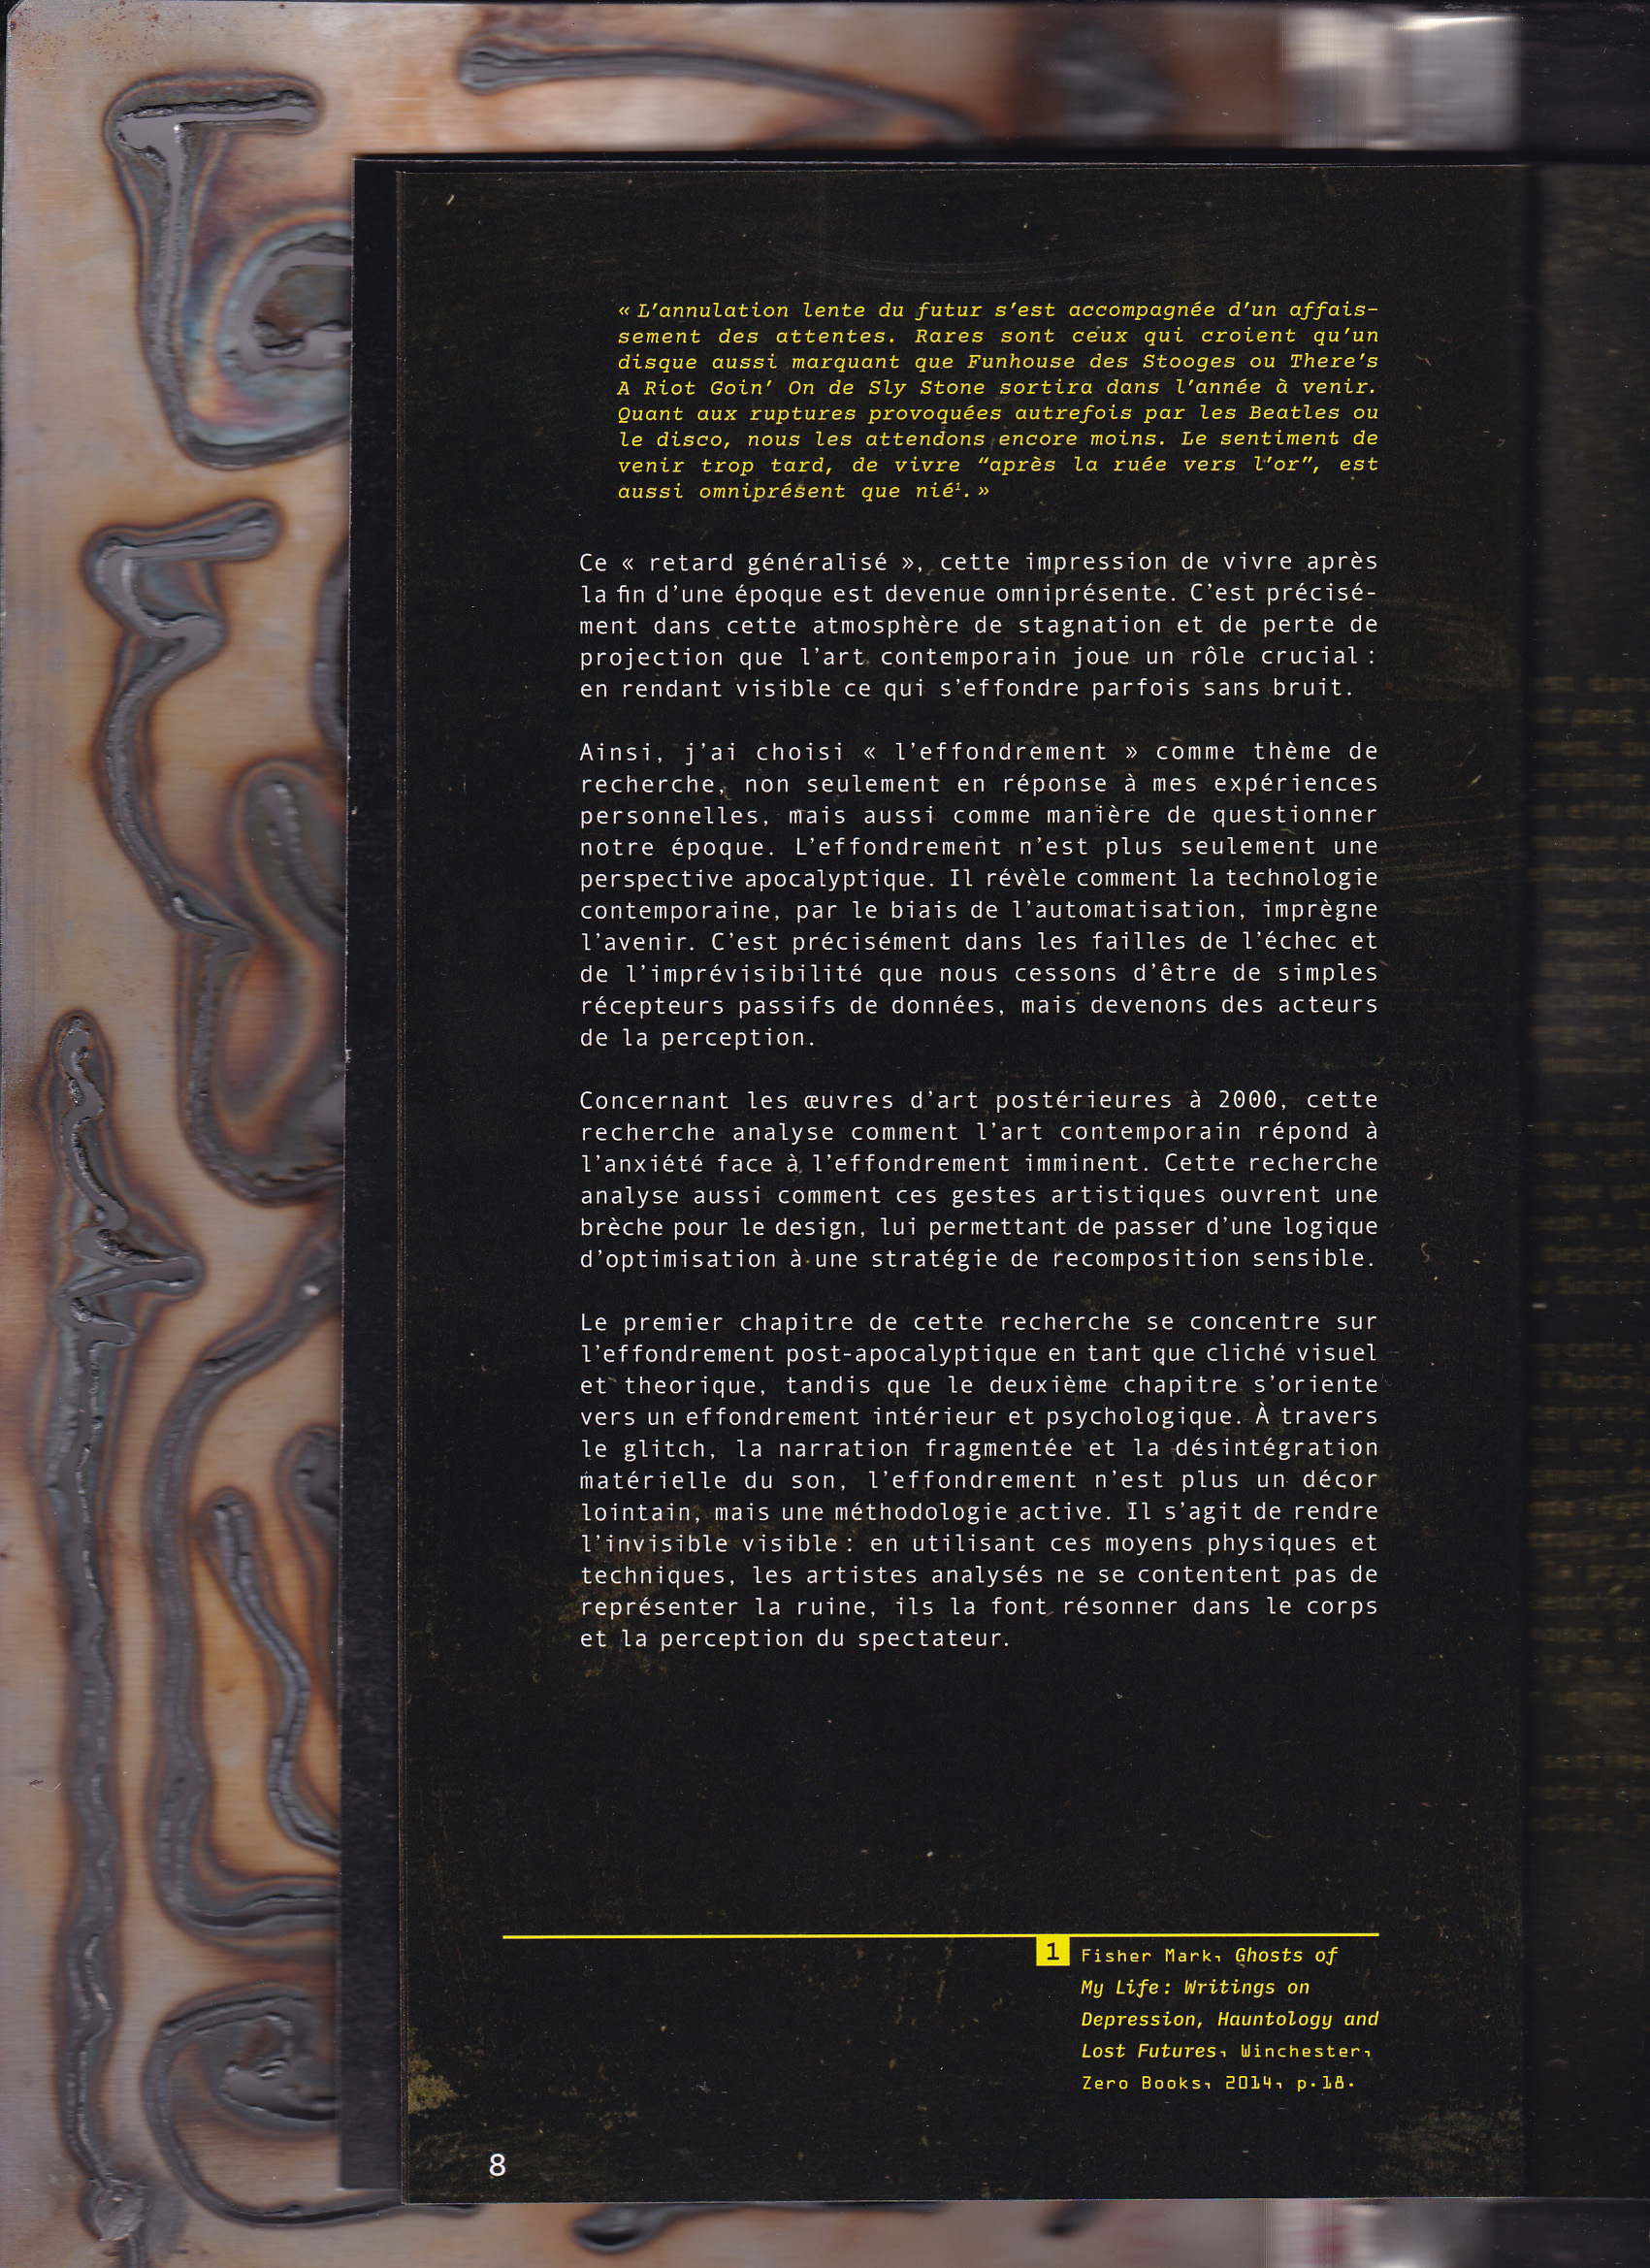 « L’annulation lente du futur s’est accompagnée d’un affais-
sement des attentes. Rares sont ceux qui croient qu’un
disque aussi marquant que Funhouse des Stooges ou There’s
A Riot Goin’ On de Sly Stone sortira dans l’année à venir.
Quant aux ruptures provoquées autrefois par les Beatles ou
le disco, nous les attendons encore moins. Le sentiment de
venir trop tard, de vivre “après la ruée vers l’or”, est
aussi omniprésent que nié¹. »
Ce « retard généralisé », cette impression de vivre après
la fin d’une époque est devenue omniprésente. C’est précisé-
ment dans cette atmosphère de stagnation et de perte de
projection que l’art contemporain joue un rôle crucial :
en rendant visible ce qui s’effondre parfois sans bruit.
Ainsi, j’ai choisi « l’effondrement » comme thème de
recherche, non seulement en réponse à mes expériences
personnelles, mais aussi comme manière de questionner
notre époque. L’effondrement n’est plus seulement une
perspective apocalyptique. Il révèle comment la technologie
contemporaine, par le biais de l’automatisation, imprègne
l’avenir. C’est précisément dans les failles de l’échec et
de l’imprévisibilité que nous cessons d’être de simples
récepteurs passifs de données, mais devenons des acteurs
de la perception.
Concernant les œuvres d’art postérieures à 2000, cette
recherche analyse comment l’art contemporain répond à
l’anxiété face à l’effondrement imminent. Cette recherche
analyse aussi comment ces gestes artistiques ouvrent une
brèche pour le design, lui permettant de passer d’une logique
d’optimisation à une stratégie de recomposition sensible.
Le premier chapitre de cette recherche se concentre sur
l’effondrement post-apocalyptique en tant que cliché visuel
et theorique, tandis que le deuxième chapitre s’oriente
vers un effondrement intérieur et psychologique. À travers
le glitch, la narration fragmentée et la désintégration
matérielle du son, l’effondrement n’est plus un décor
lointain, mais une méthodologie active. Il s’agit de rendre
l’invisible visible : en utilisant ces moyens physiques et
techniques, les artistes analysés ne se contentent pas de
représenter la ruine, ils la font résonner dans le corps
et la perception du spectateur.
1 Fisher Mark, Ghosts of
My Life : Writings on
Depression, Hauntology and
Lost Futures, Winchester,
Zero Books, 2014, p.18.
8